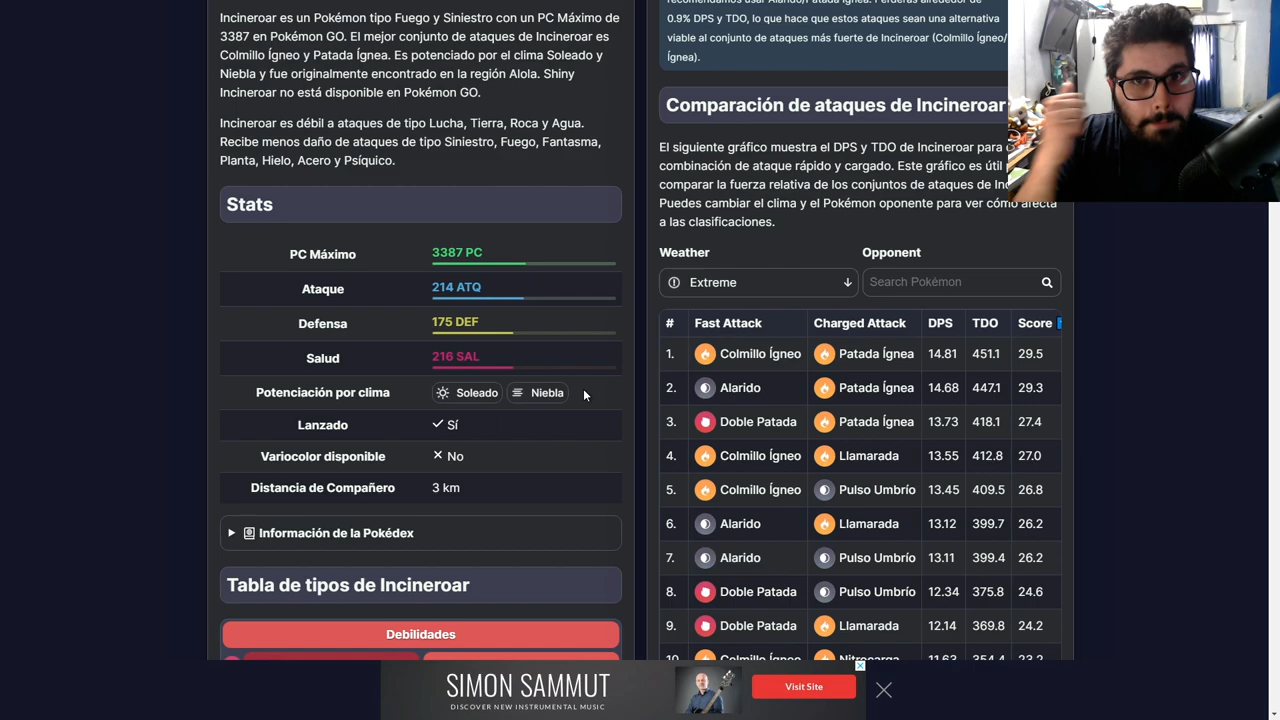 Incineroar es un Pokémon tipo Fuego y Siniestro con un PC Máximo de
3387 en Pokémon GO. El mejor conjunto de ataques de Incineroar es
Colmillo Ígneo y Patada Ígnea. Es potenciado por el clima Soleado y
Niebla y fue originalmente encontrado en la región Alola. Shiny
Incineroar no está disponible en Pokémon GO.
Incineroar es débil a ataques de tipo Lucha, Tierra, Roca y Agua.
Recibe menos daño de ataques de tipo Siniestro, Fuego, Fantasma,
Planta, Hielo, Acero y Psíquico.
Stats
PC Máximo 3387 PC
Ataque 214 ATQ
Defensa 175 DEF
Salud 216 SAL
Potenciación por clima Soleado Niebla
Lanzado Sí
Variocolor disponible No
Distancia de Compañero 3 km
Información de la Pokédex
Tabla de tipos de Incineroar
Debilidades
0.9% DPS y TDO, lo que hace que estos ataques sean una alternativa
viable al conjunto de ataques más fuerte de Incineroar (Colmillo Ígneo/
Ígnea).
Comparación de ataques de Incineroar
El siguiente gráfico muestra el DPS y TDO de Incineroar para
combinación de ataque rápido y cargado. Este gráfico es útil
comparar la fuerza relativa de los conjuntos de ataques de
Puedes cambiar el clima y el Pokémon oponente para ver cómo afecta
a las clasificaciones.
Weather Opponent
Extreme Search Pokémon
# Fast Attack Charged Attack DPS TDO Score
1. Colmillo Ígneo Patada Ígnea 14.81 451.1 29.5
2. Alarido Patada Ígnea 14.68 447.1 29.3
3. Doble Patada Patada Ígnea 13.73 418.1 27.4
4. Colmillo Ígneo Llamarada 13.55 412.8 27.0
5. Colmillo Ígneo Pulso Umbrío 13.45 409.5 26.8
6. Alarido Llamarada 13.12 399.7 26.2
7. Alarido Pulso Umbrío 13.11 399.4 26.2
8. Doble Patada Pulso Umbrío 12.34 375.8 24.6
9. Doble Patada Llamarada 12.14 369.8 24.2
10. Colmillo Ígneo Nitrocarga 11.63 354.4 23.2
SIMON SAMMUT
DISCOVER NEW INSTRUMENTAL MUSIC
Visit Site